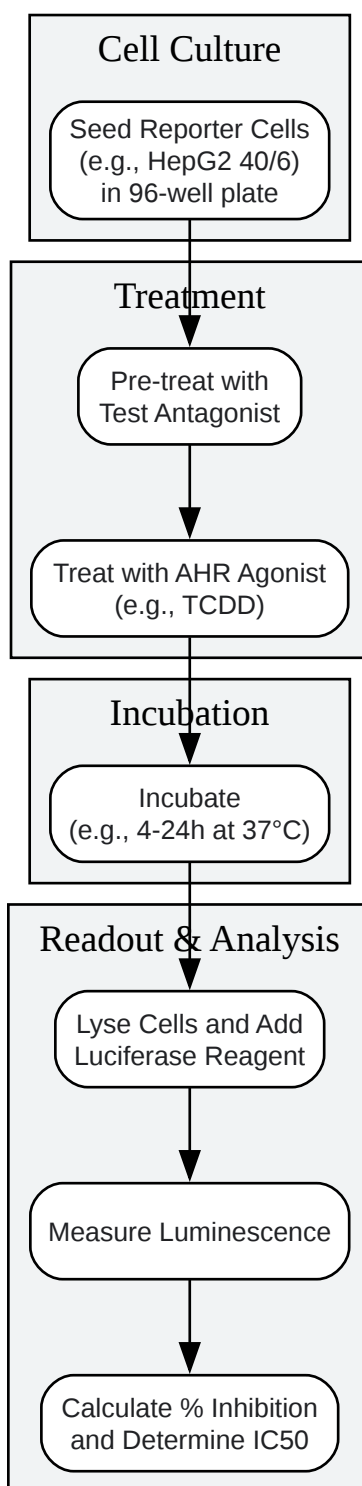 Cell Culture
Seed Reporter Cells
(e.g., HepG2 40/6)
in 96-well plate
Treatment
Pre-treat with
Test Antagonist
Treat with AHR Agonist
(e.g., TCDD)
Incubation
Incubate
(e.g., 4-24h at 37°C)
Readout & Analysis
Lyse Cells and Add
Luciferase Reagent
Measure Luminescence
Calculate % Inhibition
and Determine IC50